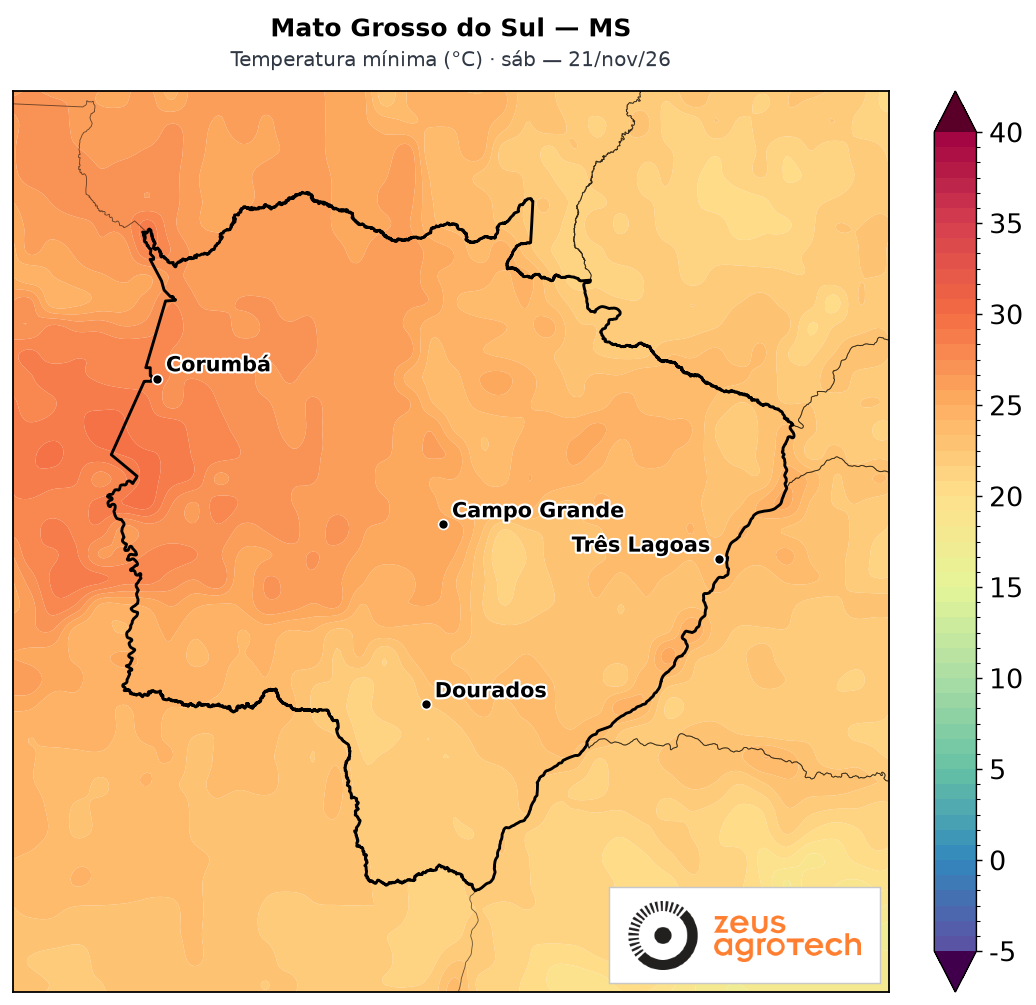 Mato Grosso do Sul — MS
Temperatura mínima (°C) · sáb — 21/nov/26
40
35
30
25
20
15
10
5
0
-5
Corumbá
Campo Grande
Três Lagoas
Dourados
zeus
agrotech